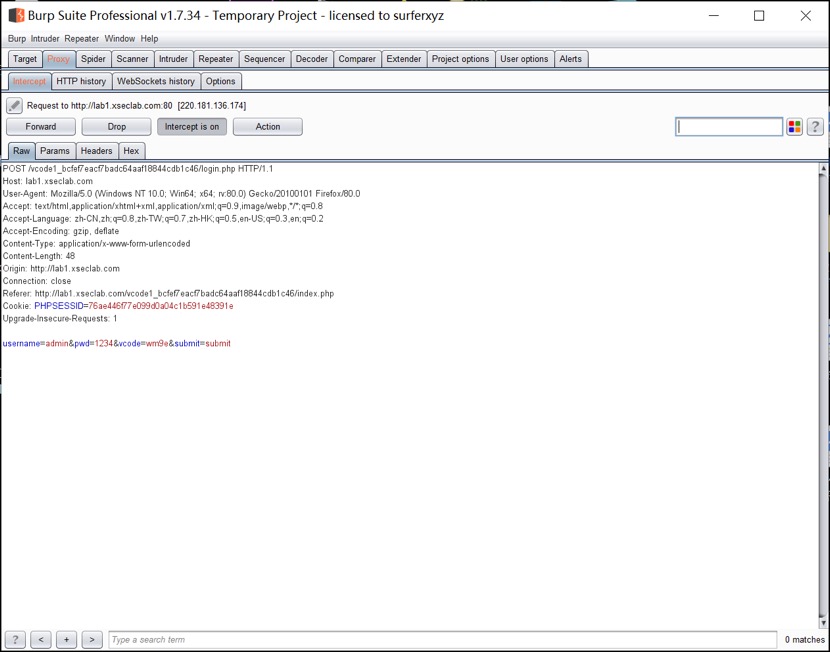 Burp Suite Professional v1.7.34 - Temporary Project - licensed to surferxyz
Burp Intruder Repeater Window Help
Target Proxy Spider Scanner Intruder Repeater Sequencer Decoder Comparer Extender Project options User options Alerts
Intercept HTTP history WebSockets history Options
Request to http://lab1.xseclab.com:80 [220.181.136.174]
Forward Drop Intercept is on Action ?
Raw Params Headers Hex
POST /vcode1_bcfef7eacf7badc64aaf18844cdb1c46/login.php HTTP/1.1
Host: lab1.xseclab.com
User-Agent: Mozilla/5.0 (Windows NT 10.0; Win64; x64; rv:80.0) Gecko/20100101 Firefox/80.0
Accept: text/html,application/xhtml+xml,application/xml;q=0.9,image/webp,*/*;q=0.8
Accept-Language: zh-CN,zh;q=0.8,zh-TW;q=0.7,zh-HK;q=0.5,en-US;q=0.3,en;q=0.2
Accept-Encoding: gzip, deflate
Content-Type: application/x-www-form-urlencoded
Content-Length: 48
Origin: http://lab1.xseclab.com
Connection: close
Referer: http://lab1.xseclab.com/vcode1_bcfef7eacf7badc64aaf18844cdb1c46/index.php
Cookie: PHPSESSID=76ae446f77e099d0a04c1b591e48391e
Upgrade-Insecure-Requests: 1
username=admin&pwd=1234&vcode=wm9e&submit=submit
? < + > Type a search term 0 matches